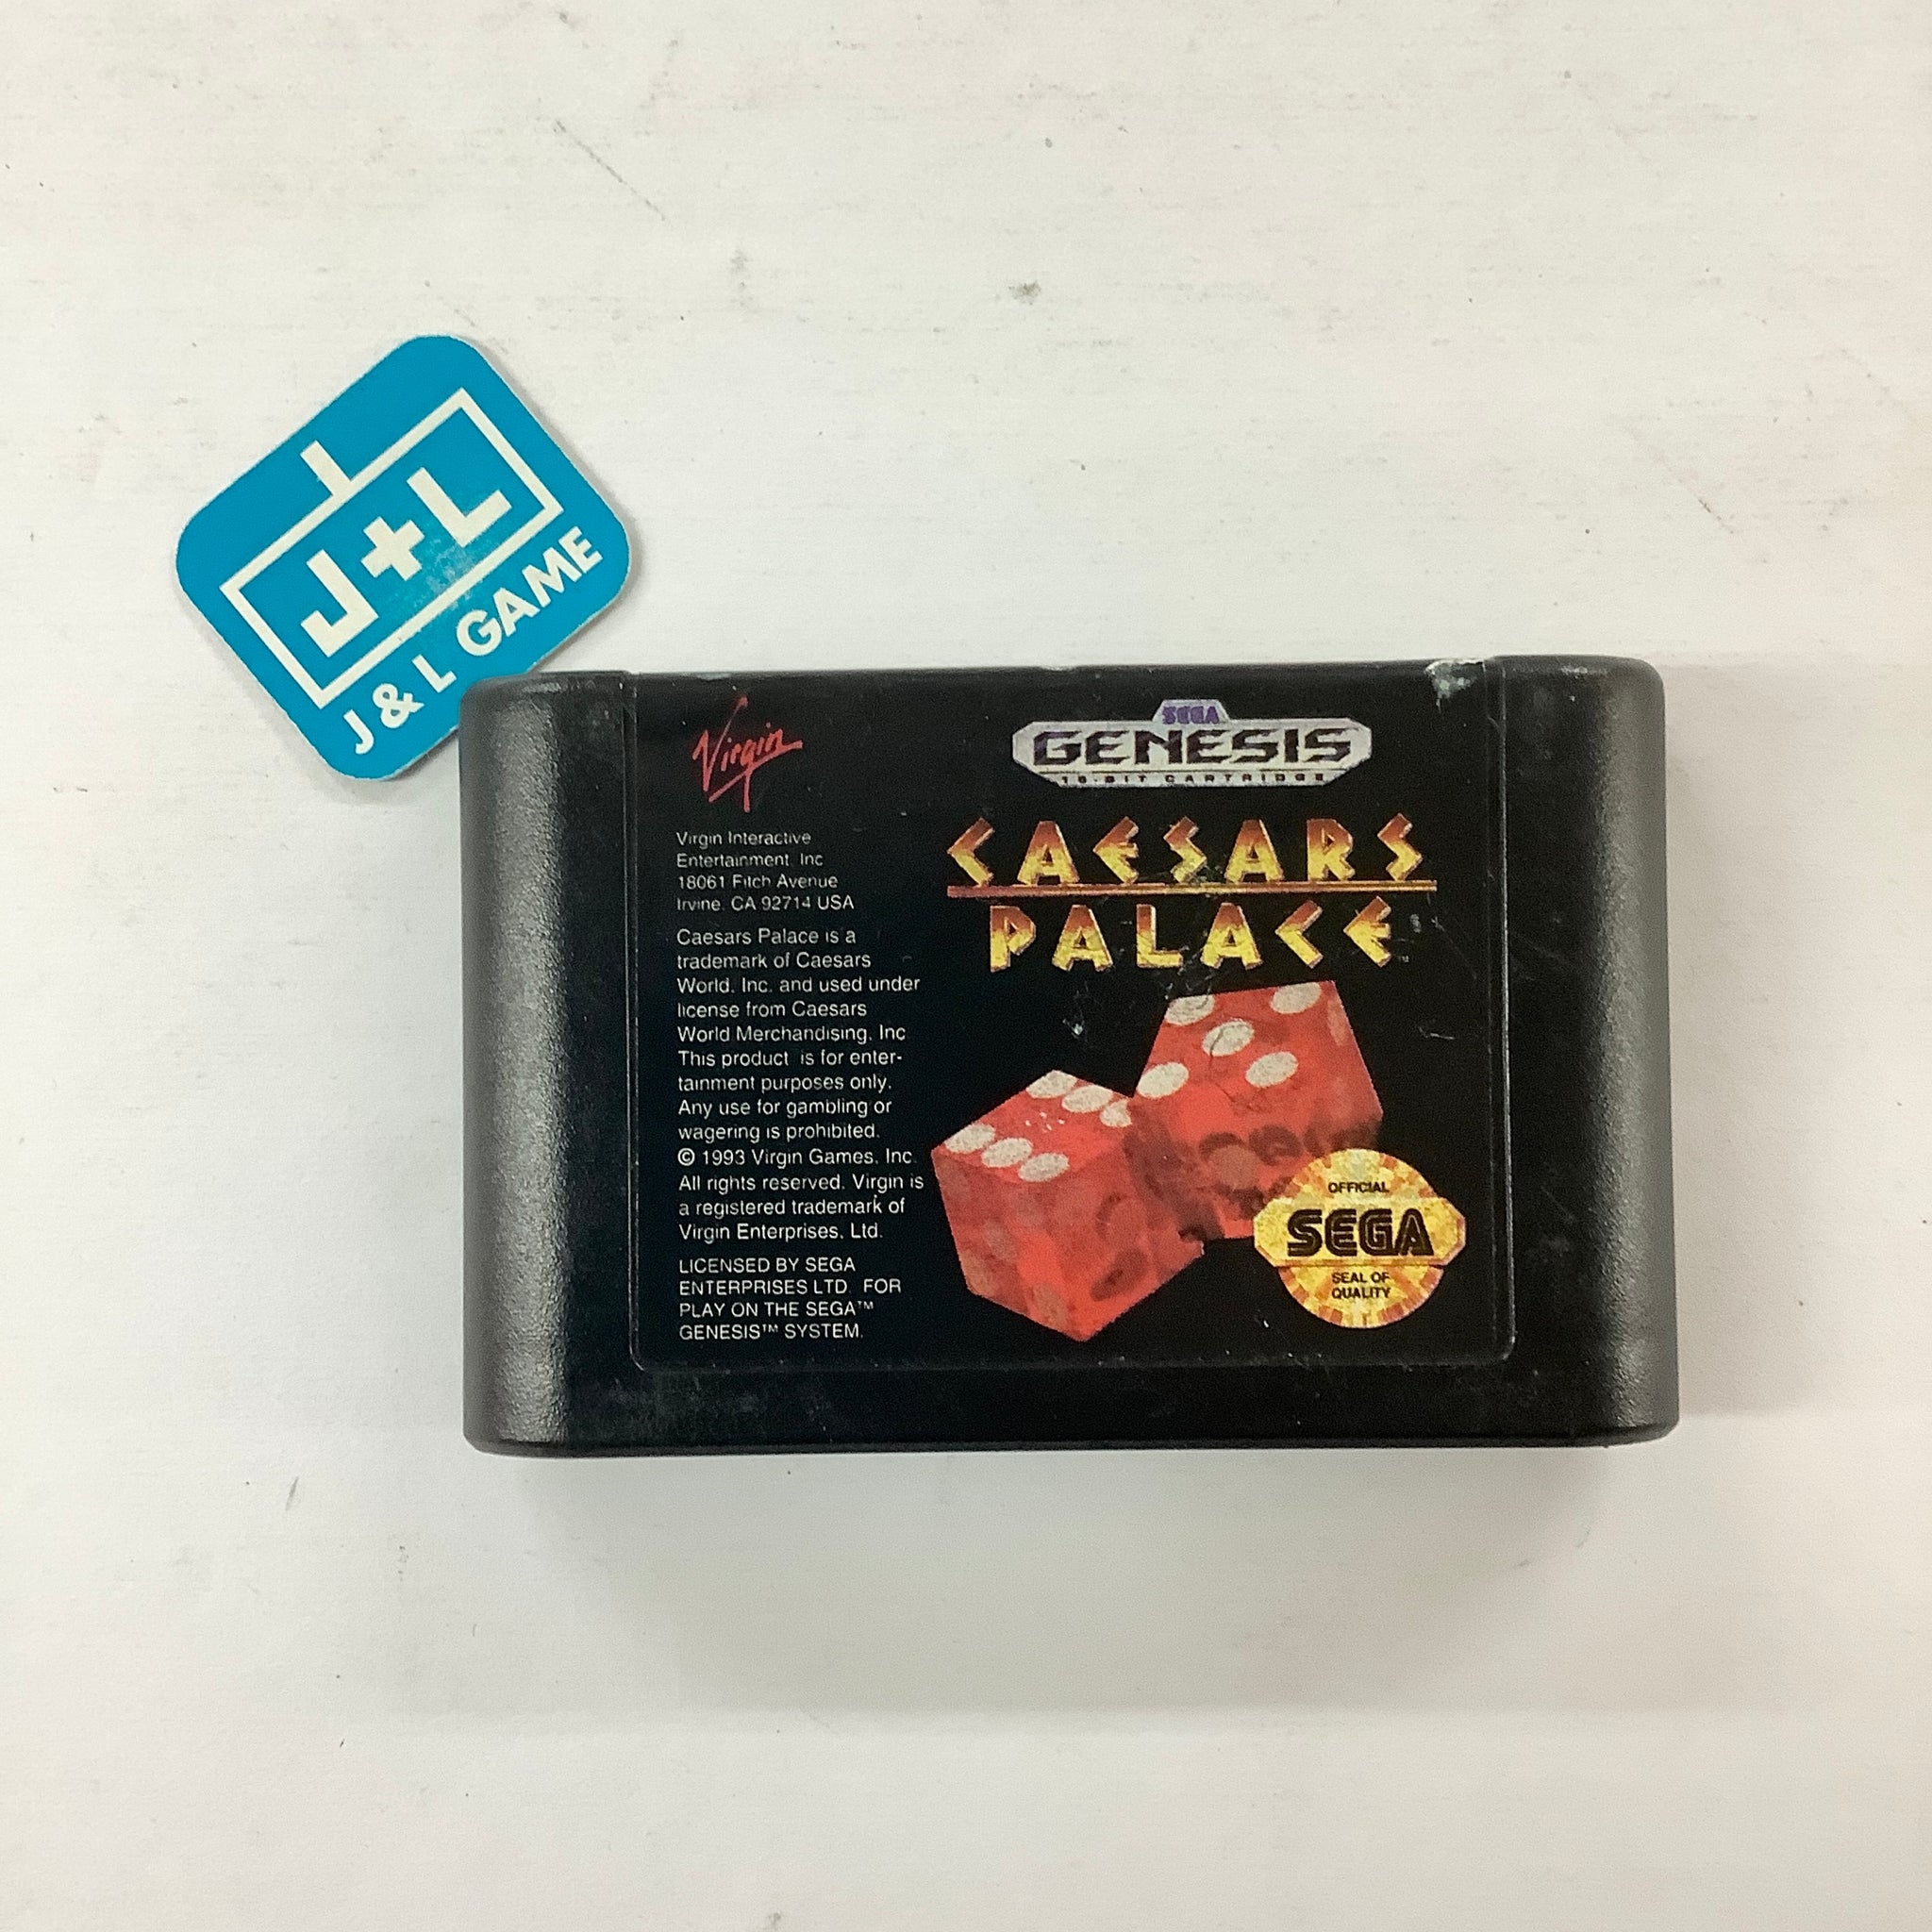 J+L
J & L GAME
Virgin
SEGA
GENESIS
16-BIT CARTRIDGE
CAESARS
PALACE™
Virgin Interactive
Entertainment, Inc
18061 Fitch Avenue
Irvine, CA 92714 USA
Caesars Palace is a
trademark of Caesars
World, Inc. and used under
license from Caesars
World Merchandising, Inc
This product is for enter-
tainment purposes only.
Any use for gambling or
wagering is prohibited.
© 1993 Virgin Games, Inc.
All rights reserved. Virgin is
a registered trademark of
Virgin Enterprises, Ltd.
LICENSED BY SEGA
ENTERPRISES LTD. FOR
PLAY ON THE SEGA™
GENESIS™ SYSTEM.
OFFICIAL
SEGA
SEAL OF
QUALITY